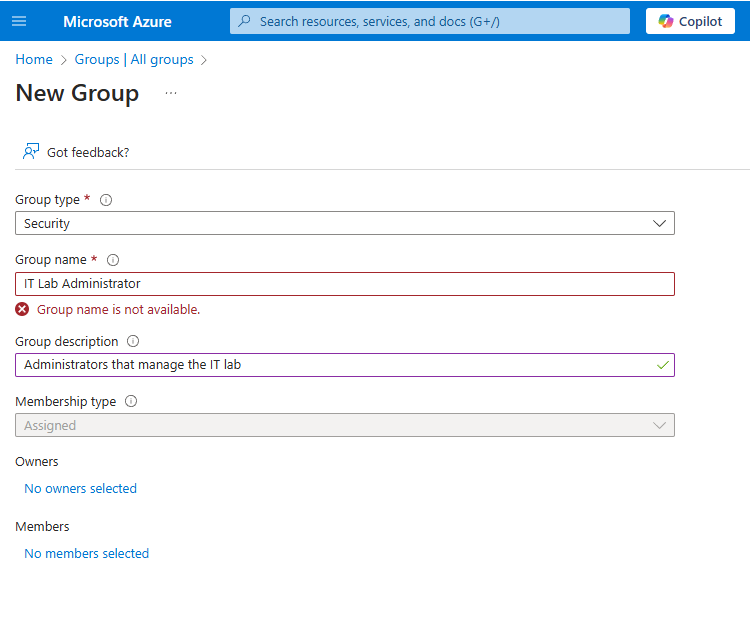 Microsoft Azure
Search resources, services, and docs (G+/)
Copilot
Home > Groups | All groups >
New Group ...
Got feedback?
Group type *
Security
Group name *
IT Lab Administrator
Group name is not available.
Group description
Administrators that manage the IT lab
Membership type
Assigned
Owners
No owners selected
Members
No members selected